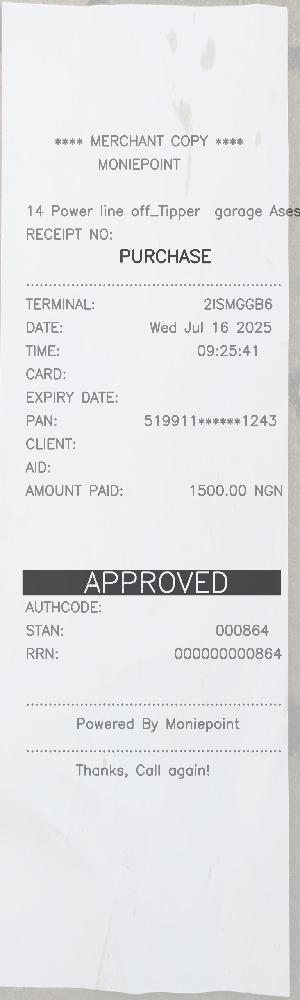 **** MERCHANT COPY ****
MONIEPOINT
14 Power line off_Tipper garage Ases
RECEIPT NO:
PURCHASE
TERMINAL: 2ISMGGB6
DATE: Wed Jul 16 2025
TIME: 09:25:41
CARD:
EXPIRY DATE:
PAN: 519911******1243
CLIENT:
AID:
AMOUNT PAID: 1500.00 NGN
APPROVED
AUTHCODE:
STAN: 000864
RRN: 000000000864
Powered By Moniepoint
Thanks, Call again!